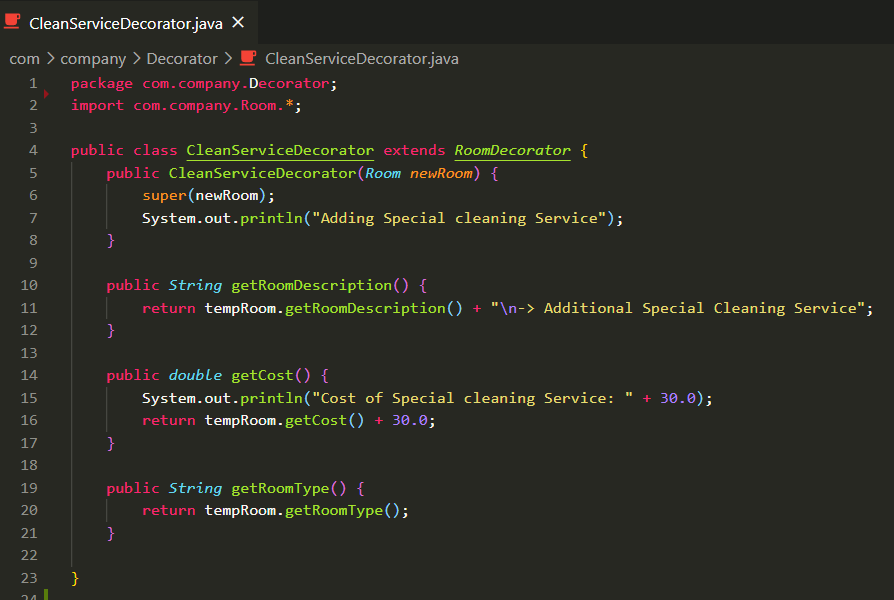 CleanServiceDecorator.java ×
com > company > Decorator > CleanServiceDecorator.java
1 package com.company.Decorator;
2 import com.company.Room.*;
3
4 public class CleanServiceDecorator extends RoomDecorator {
5     public CleanServiceDecorator(Room newRoom) {
6         super(newRoom);
7         System.out.println("Adding Special cleaning Service");
8     }
9
10     public String getRoomDescription() {
11         return tempRoom.getRoomDescription() + "\n-> Additional Special Cleaning Service";
12     }
13
14     public double getCost() {
15         System.out.println("Cost of Special cleaning Service: " + 30.0);
16         return tempRoom.getCost() + 30.0;
17     }
18
19     public String getRoomType() {
20         return tempRoom.getRoomType();
21     }
22
23 }
24